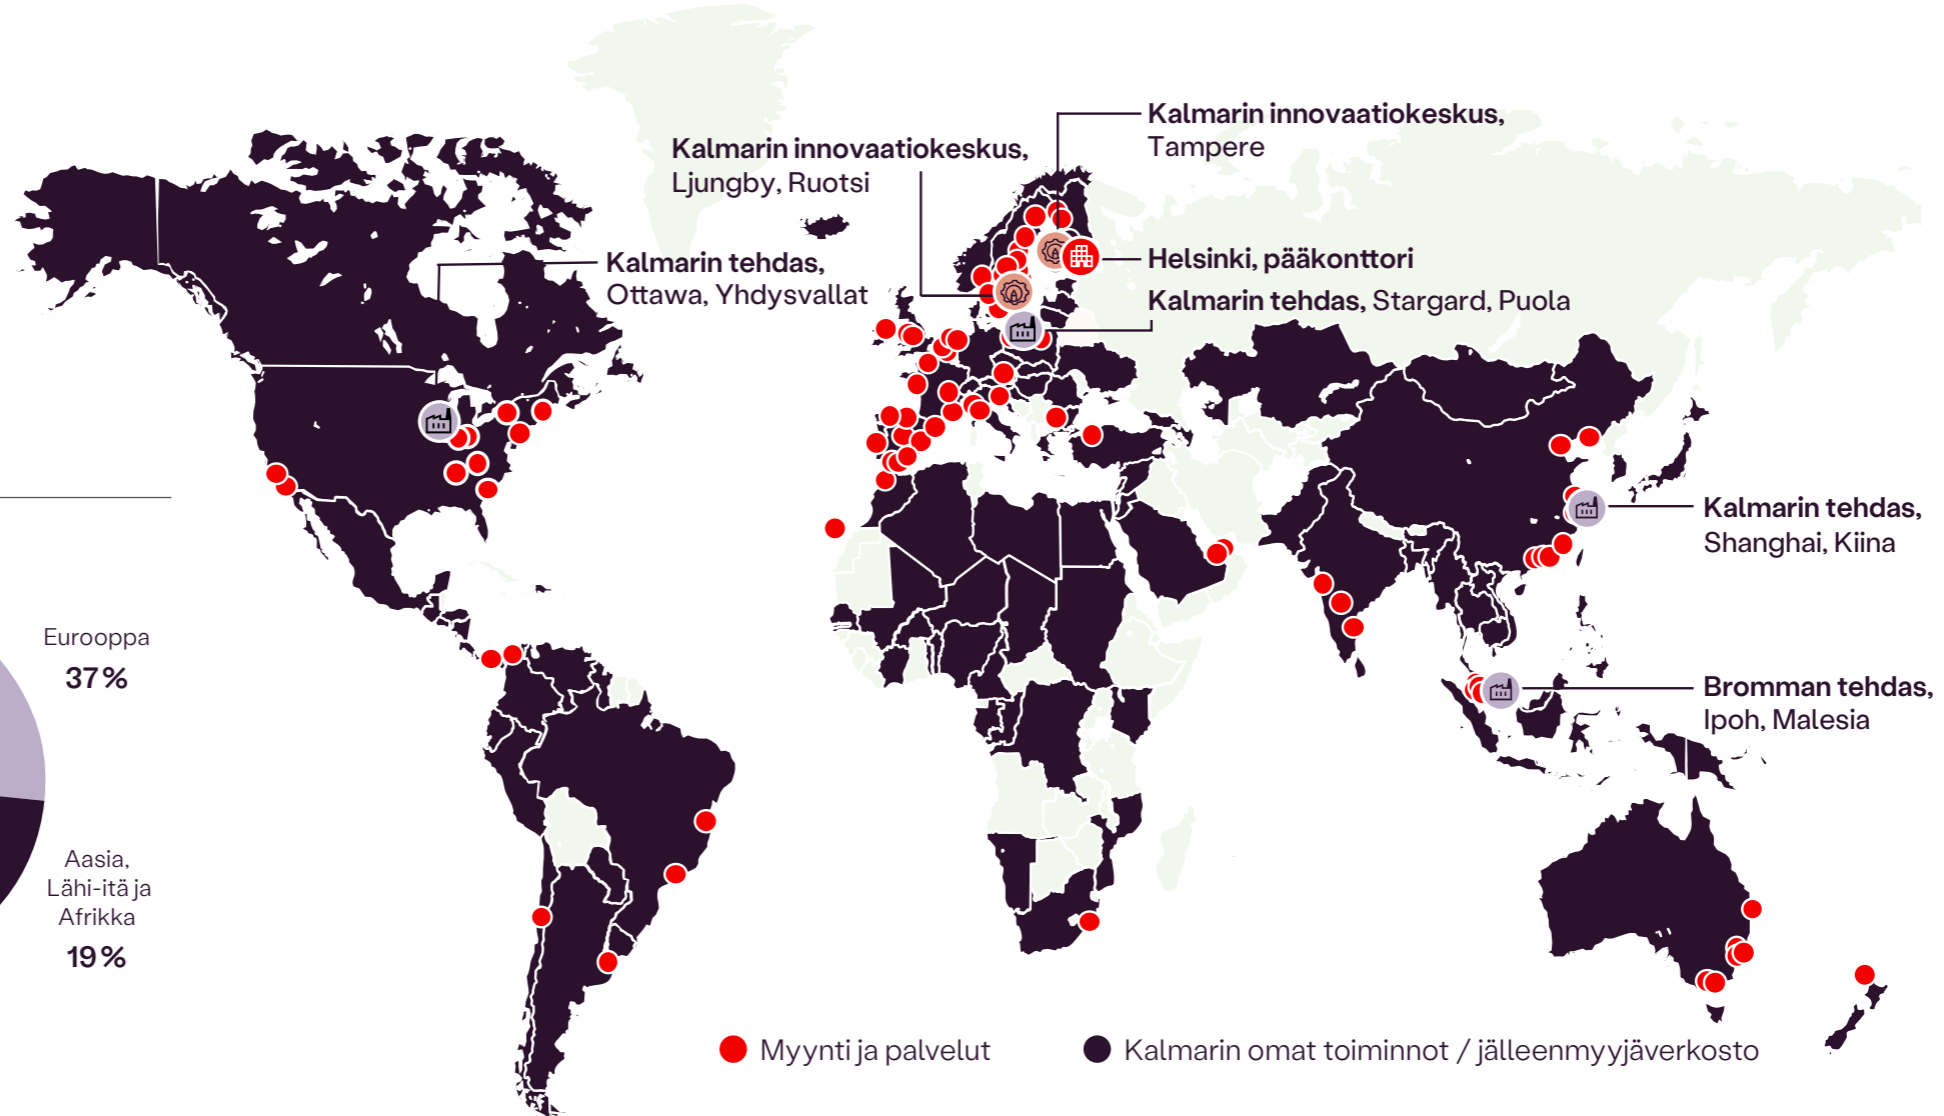 Kalmarin innovaatiokeskus,
Tampere
Kalmarin innovaatiokeskus,
Ljungby, Ruotsi
Kalmarin tehdas,
Ottawa, Yhdysvallat
Helsinki, pääkonttori
Kalmarin tehdas, Stargard, Puola
Kalmarin tehdas,
Shanghai, Kiina
Bromman tehdas,
Ipoh, Malesia
Eurooppa
37 %
Aasia,
Lähi-itä ja
Afrikka
19 %
Myynti ja palvelut
Kalmarin omat toiminnot / jälleenmyyjäverkosto